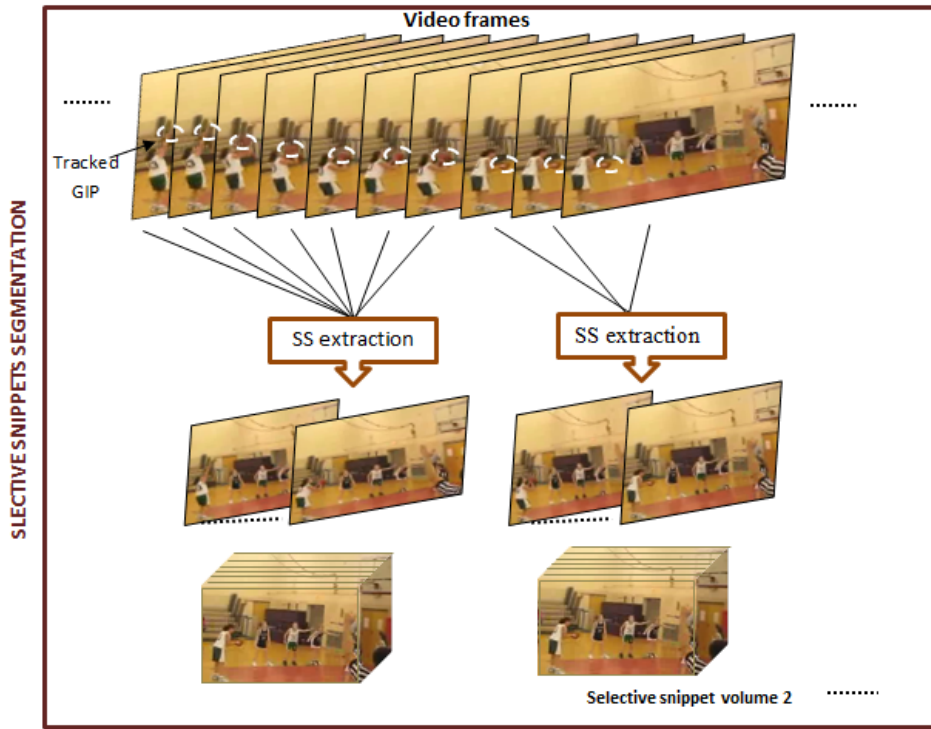 Video frames
Tracked
GIP
SLECTIVE SNIPPETS SEGMENTATION
SS extraction
SS extraction
Selective snippet volume 2